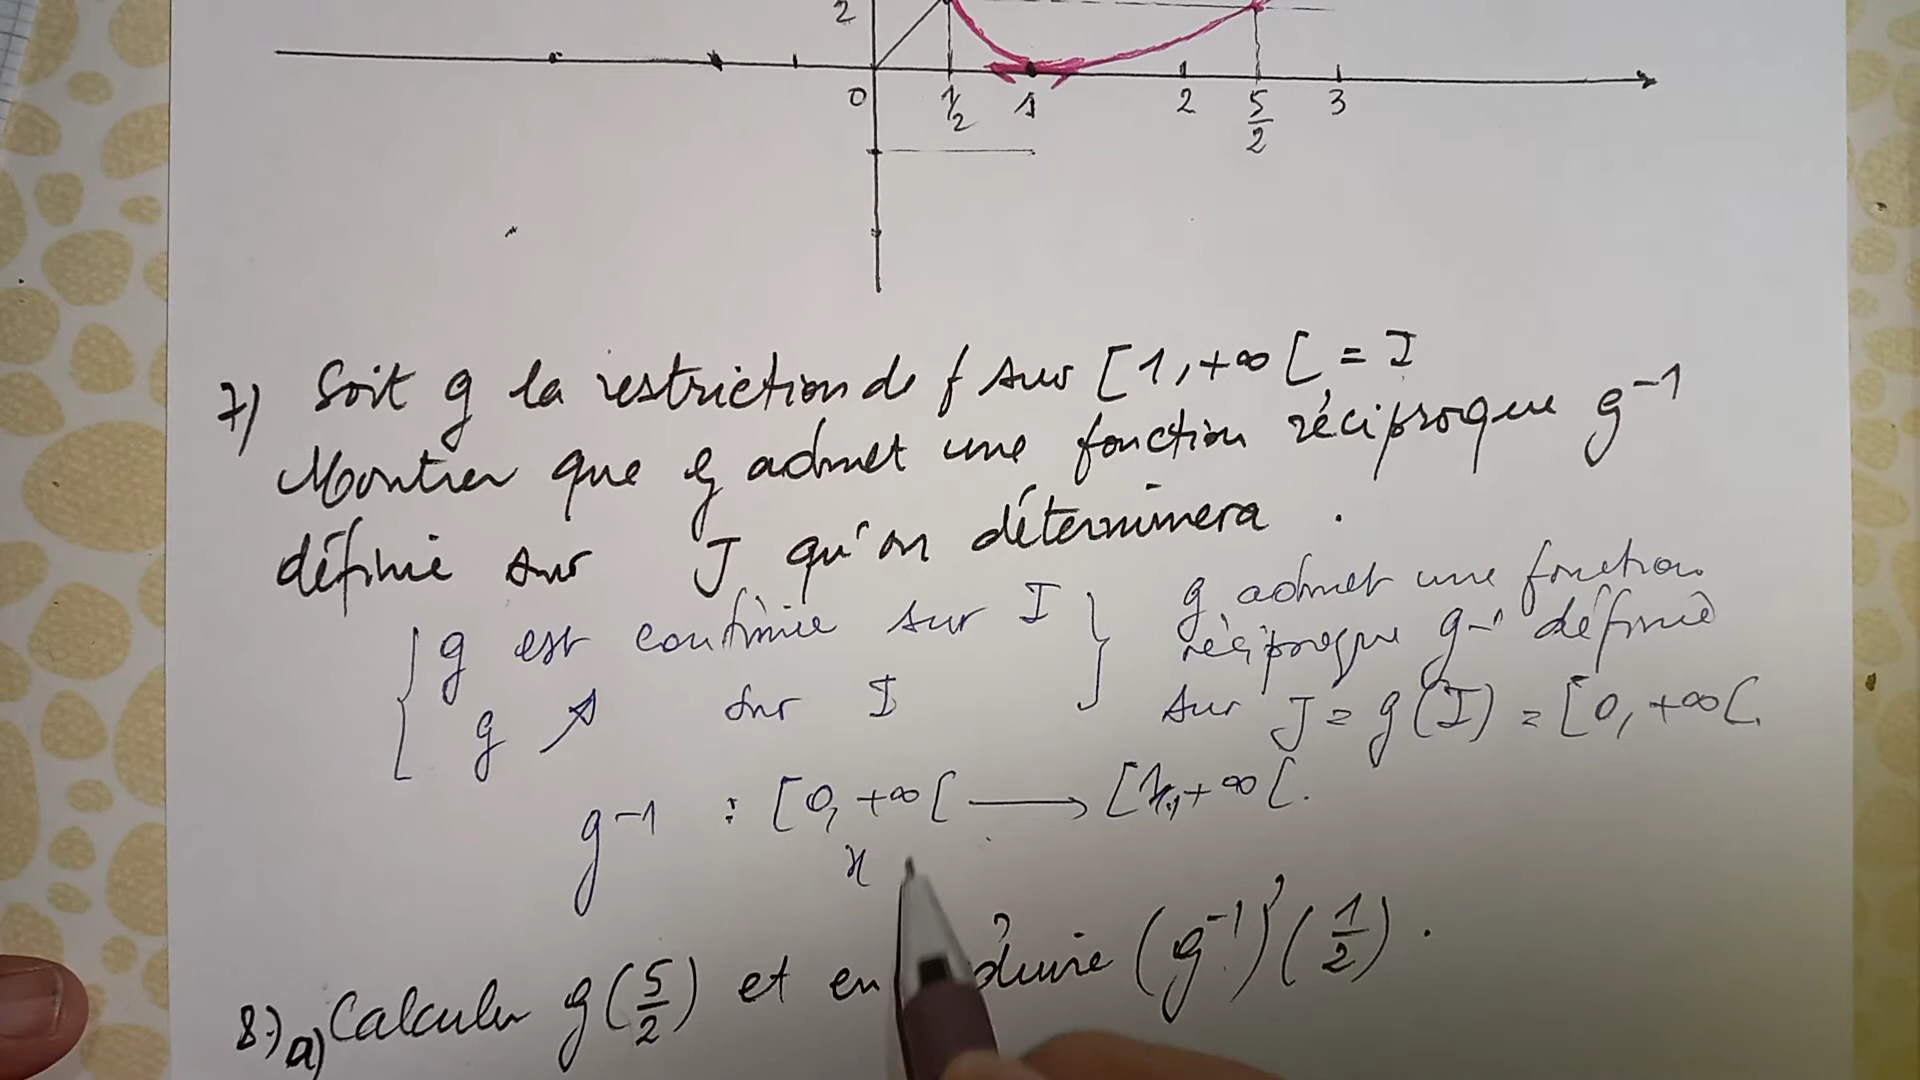 2
0 1/2 1 2 5/2 3
7) Soit g la restriction de f sur [1, +∞[ = I
Montrer que g admet une fonction réciproque g⁻¹
définie sur J qu'on déterminera .
{ g est continue sur I } g admet une fonction
réciproque g⁻¹ définie
g ↗ sur I
sur J = g(I) = [0, +∞[.
g⁻¹ : [0, +∞[ ⟶ [1, +∞[.
x
8.) a) Calculer g(5/2) et en (g⁻¹)'(1/2) .